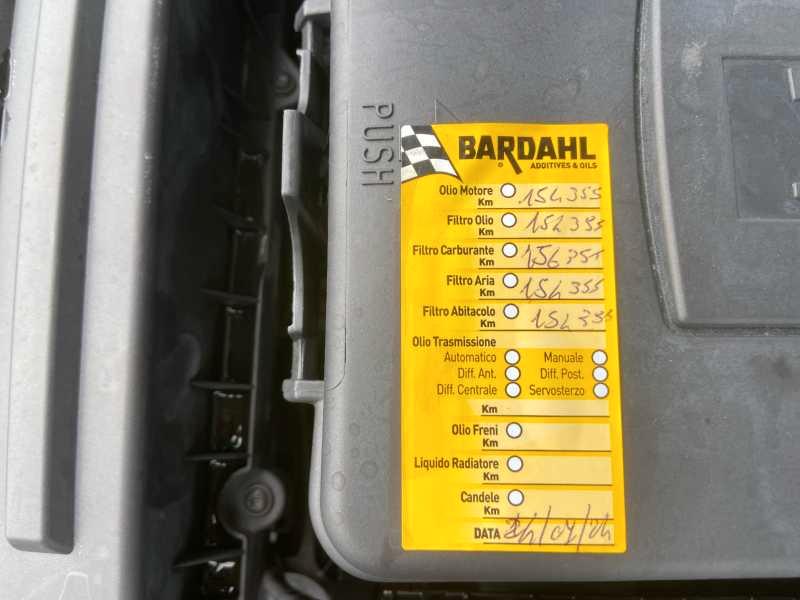 PUSH
BARDAHL
ADDITIVES & OILS
Olio Motore
Km 154355
Filtro Olio
Km 154355
Filtro Carburante
Km 154355
Filtro Aria
Km 154355
Filtro Abitacolo
Km 154355
Olio Trasmissione
Automatico Manuale
Diff. Ant. Diff. Post.
Diff. Centrale Servosterzo
Km
Olio Freni
Km
Liquido Radiatore
Km
Candele
Km
DATA